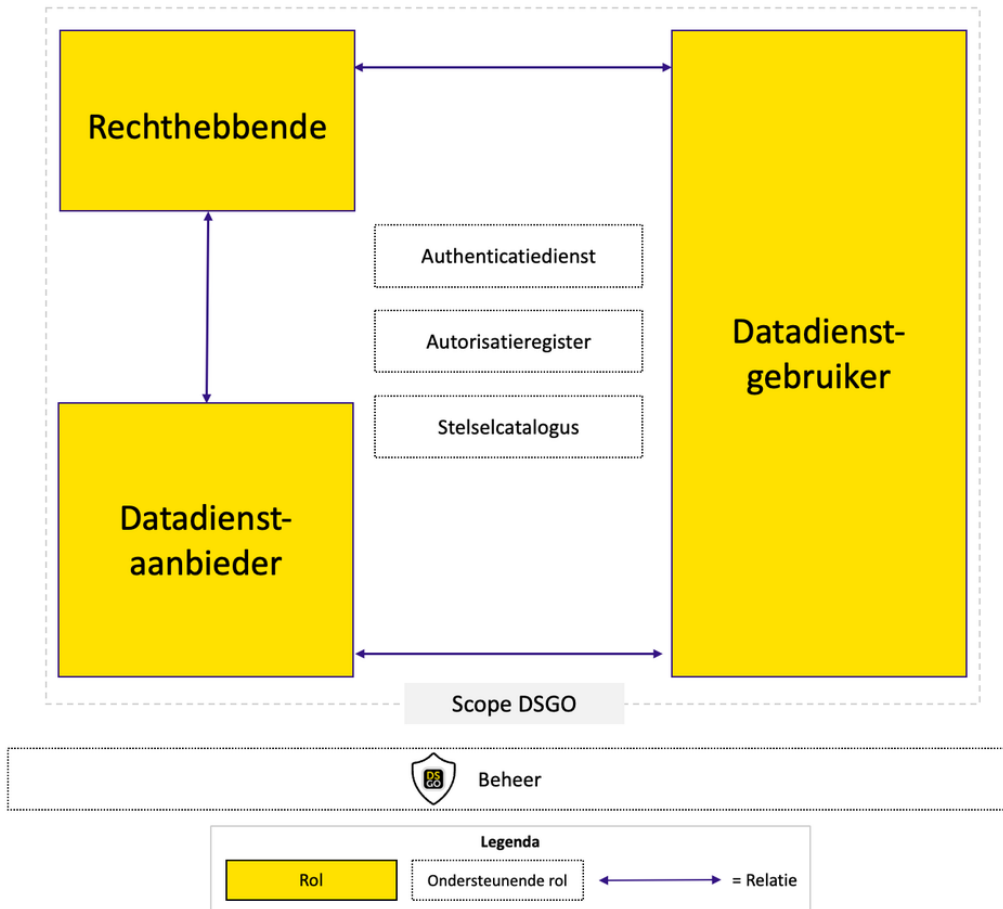 Rechthebbende
Authenticatiedienst
Autorisatieregister
Stelselcatalogus
Datadienst-
gebruiker
Datadienst-
aanbieder
Scope DSGO
DS
GO
Beheer
Legenda
Rol
Ondersteunende rol
= Relatie